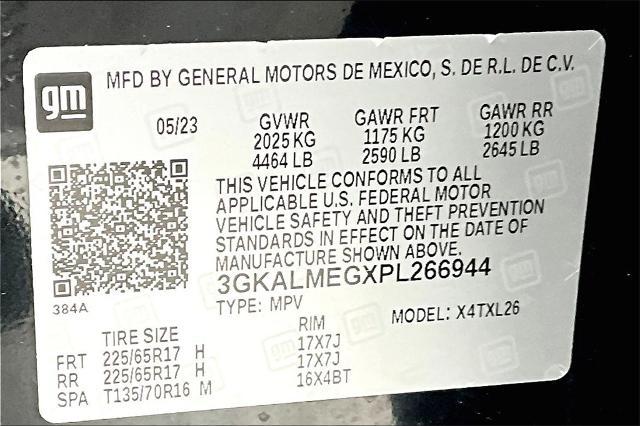 gm
MFD BY GENERAL MOTORS DE MEXICO, S. DE R.L. DE C.V.
05/23 GVWR GAWR FRT GAWR RR
2025 KG 1175 KG 1200 KG
4464 LB 2590 LB 2645 LB
THIS VEHICLE CONFORMS TO ALL
APPLICABLE U.S. FEDERAL MOTOR
VEHICLE SAFETY AND THEFT PREVENTION
STANDARDS IN EFFECT ON THE DATE OF
MANUFACTURE SHOWN ABOVE.
3GKALMEGXPL266944
384A
TYPE: MPV MODEL: X4TXL26
TIRE SIZE RIM
FRT 225/65R17 H 17X7J
RR 225/65R17 H 17X7J
SPA T135/70R16 M 16X4BT